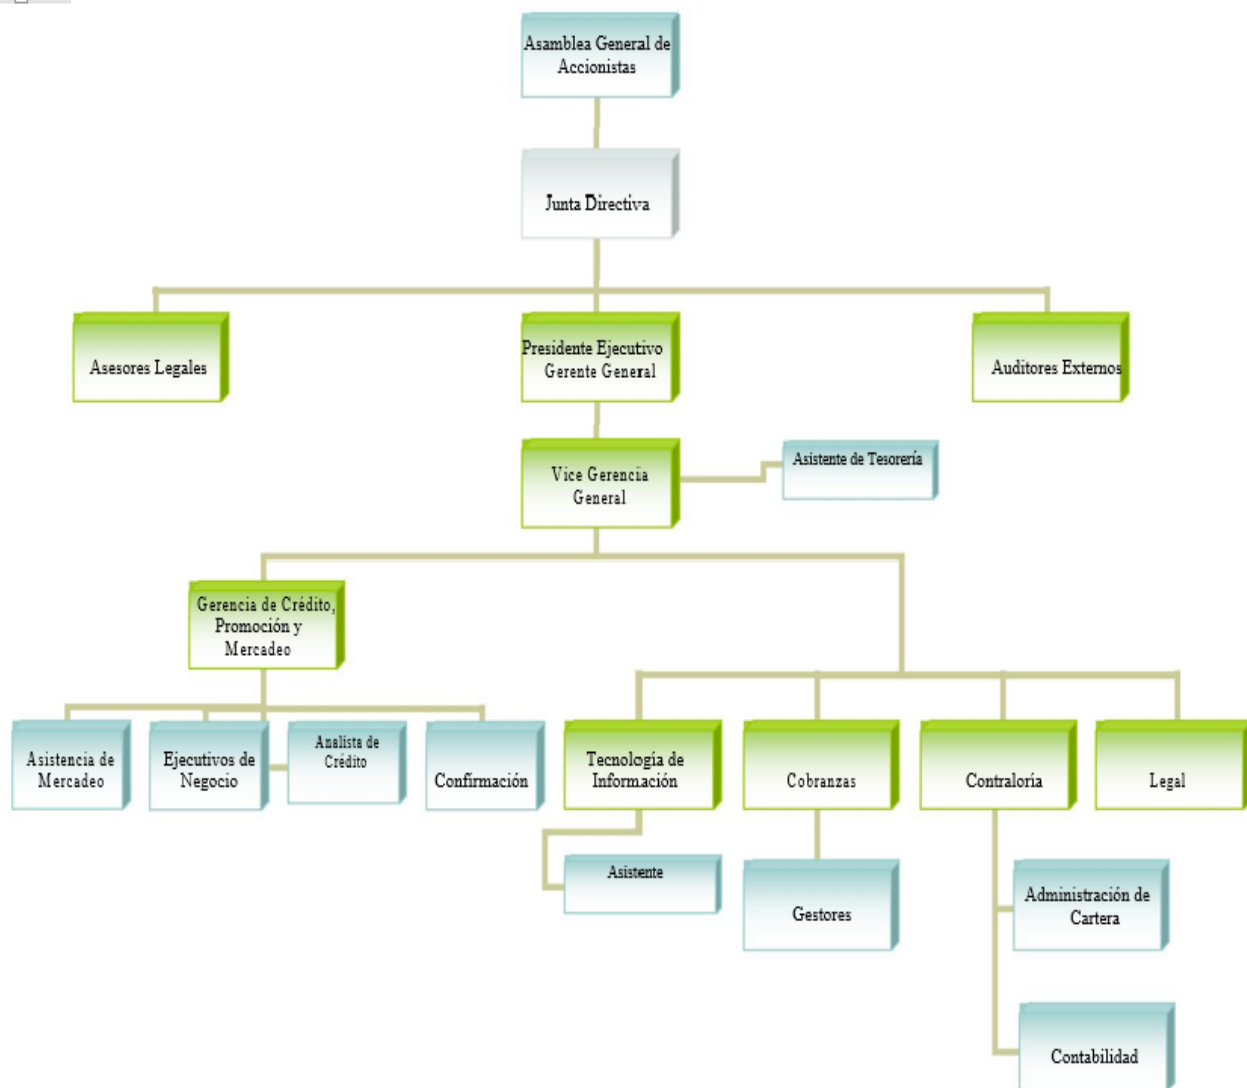 Asamblea General de
Accionistas
Junta Directiva
Asesores Legales
Presidente Ejecutivo
Gerente General
Auditores Externos
Vice Gerencia
General
Asistente de Tesorería
Gerencia de Crédito,
Promoción y
Mercadeo
Asistencia de
Mercadeo
Ejecutivos de
Negocio
Analista de
Crédito
Confirmación
Tecnología de
Información
Cobranzas
Contraloría
Legal
Asistente
Gestores
Administración de
Cartera
Contabilidad